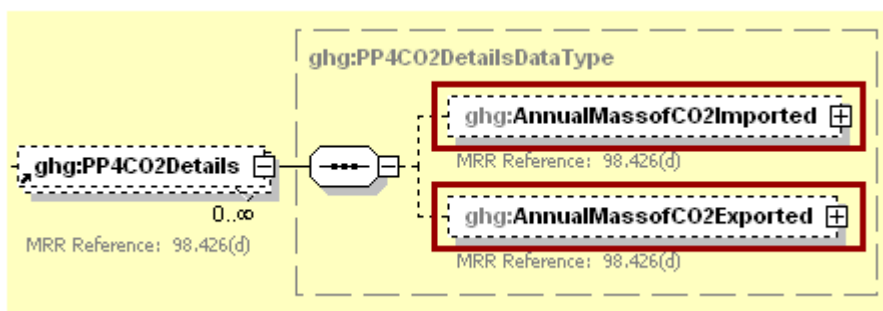 ghg:PP4CO2DetailsDataType
ghg:AnnualMassofCO2Imported
MRR Reference: 98.426(d)
ghg:PP4CO2Details
0..∞
MRR Reference: 98.426(d)
ghg:AnnualMassofCO2Exported
MRR Reference: 98.426(d)